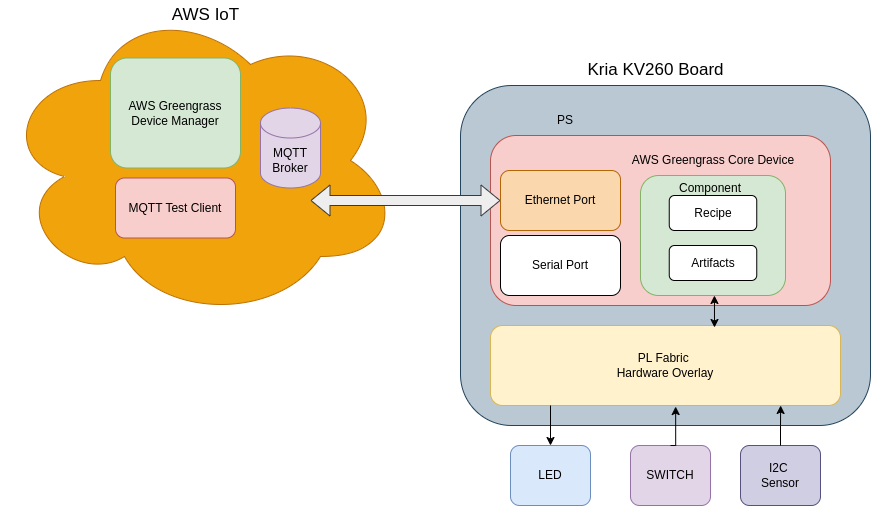 AWS IoT
AWS Greengrass
Device Manager
MQTT
Broker
MQTT Test Client
Kria KV260 Board
PS
AWS Greengrass Core Device
Ethernet Port
Serial Port
Component
Recipe
Artifacts
PL Fabric
Hardware Overlay
LED
SWITCH
I2C
Sensor